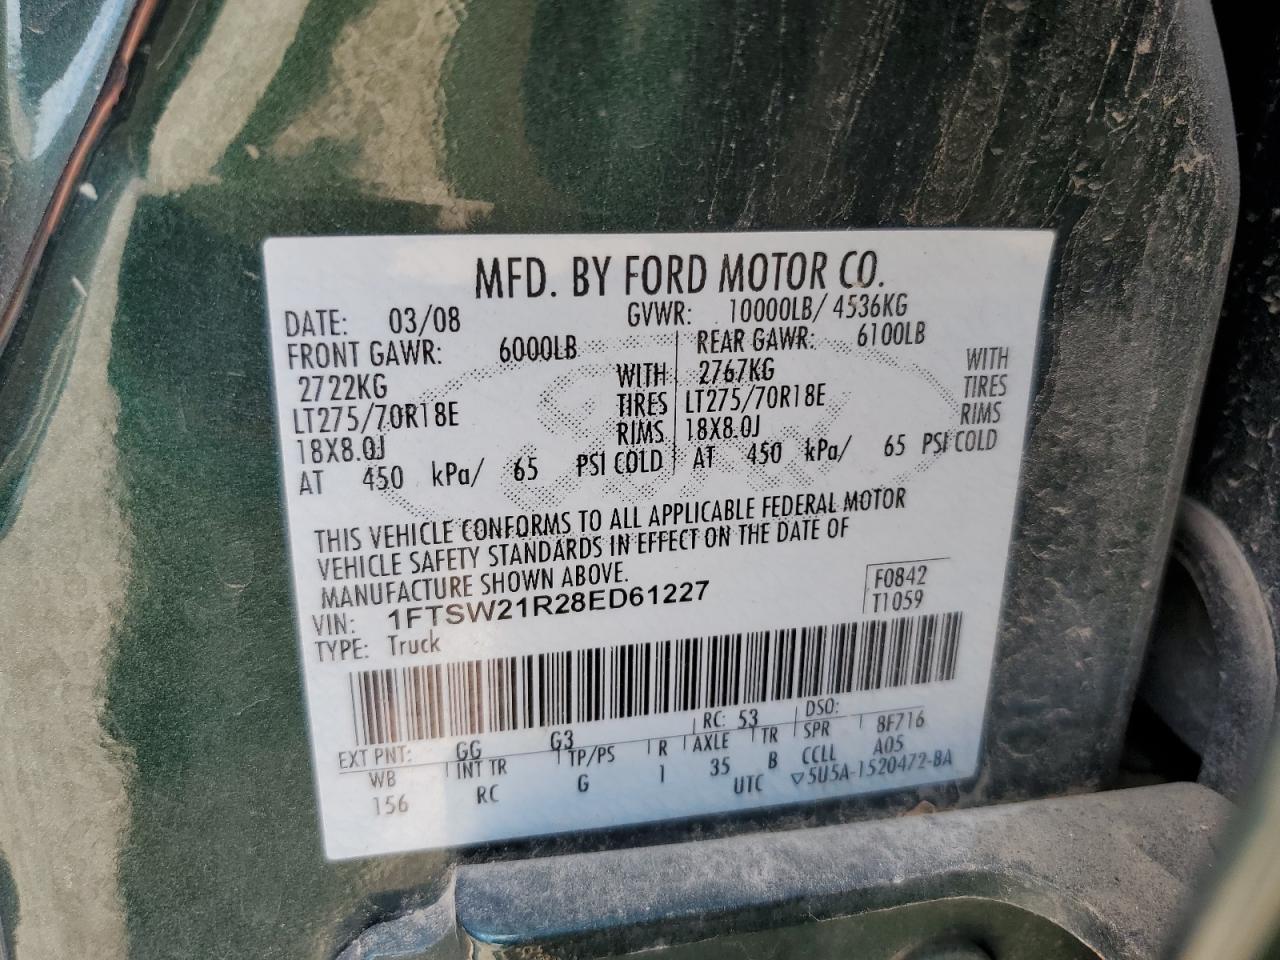 MFD. BY FORD MOTOR CO.
DATE: 03/08 GVWR: 10000LB/ 4536KG
FRONT GAWR: 6000LB REAR GAWR: 6100LB
2722KG WITH 2767KG WITH
LT275/70R18E TIRES LT275/70R18E TIRES
18X8.0J RIMS 18X8.0J RIMS
AT 450 kPa/ 65 PSI COLD AT 450 kPa/ 65 PSI COLD
THIS VEHICLE CONFORMS TO ALL APPLICABLE FEDERAL MOTOR
VEHICLE SAFETY STANDARDS IN EFFECT ON THE DATE OF
MANUFACTURE SHOWN ABOVE.
VIN: 1FTSW21R28ED61227 F0842
TYPE: Truck T1059
EXT PNT: GG G3 RC: 53 DSO:
WB INT TR TP/PS R AXLE TR SPR 8F716
156 RC G 1 35 B CCLL A05
UTC ▽5U5A-1520472-BA